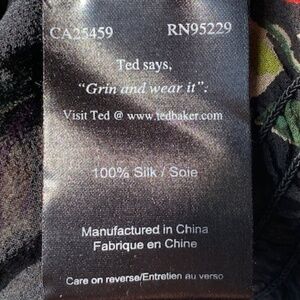 CA25459 RN95229
Ted says,
“Grin and wear it”.
Visit Ted @ www.tedbaker.com
100% Silk / Soie
Manufactured in China
Fabrique en Chine
Care on reverse/Entretien au verso